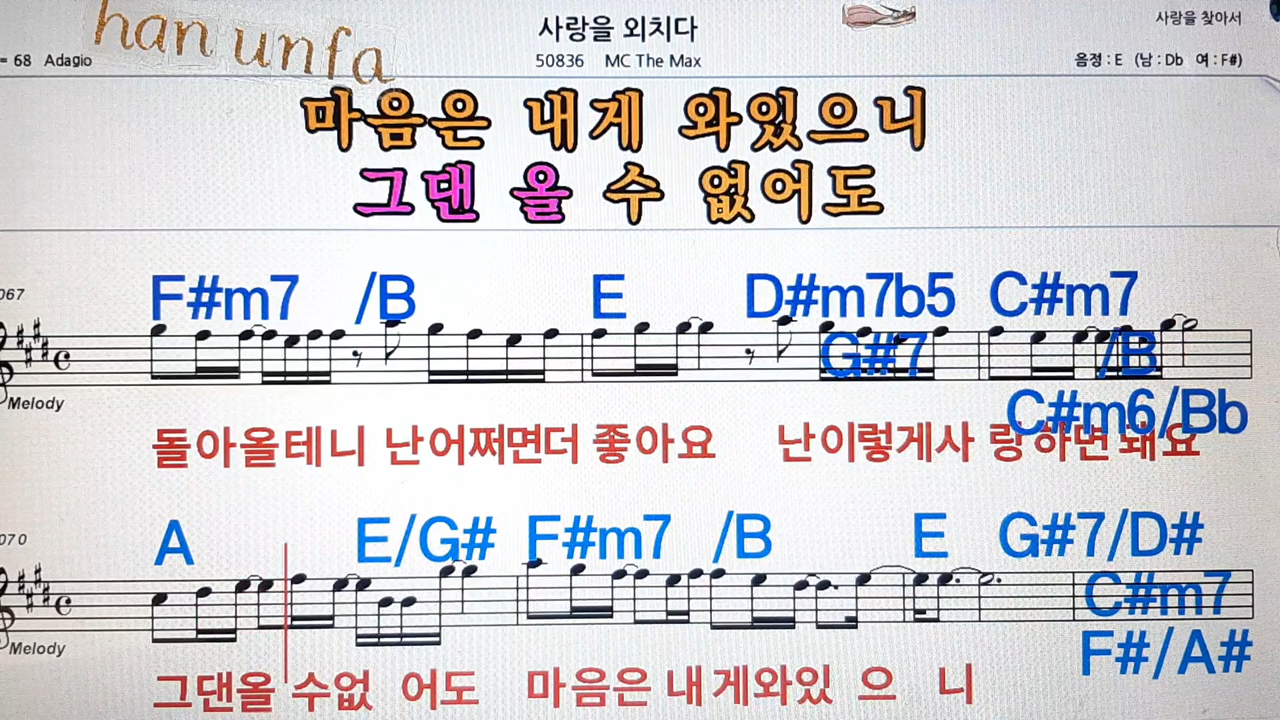 han unfa
사랑을 외치다
사랑을 찾아서
= 68 Adagio
50836 MC The Max
음정 : E (남 : Db 여 : F#)
마음은 내게 와있으니
그댄 올 수 없어도
067
F#m7 /B E D#m7b5 C#m7
G#7 /B
Melody
C#m6/Bb
돌아올테니 난어쩌면더 좋아요 난이렇게사 랑하면 돼요
070
A E/G# F#m7 /B E G#7/D#
C#m7
Melody
F#/A#
그댄올 수없 어도 마음은 내게와있 으 니